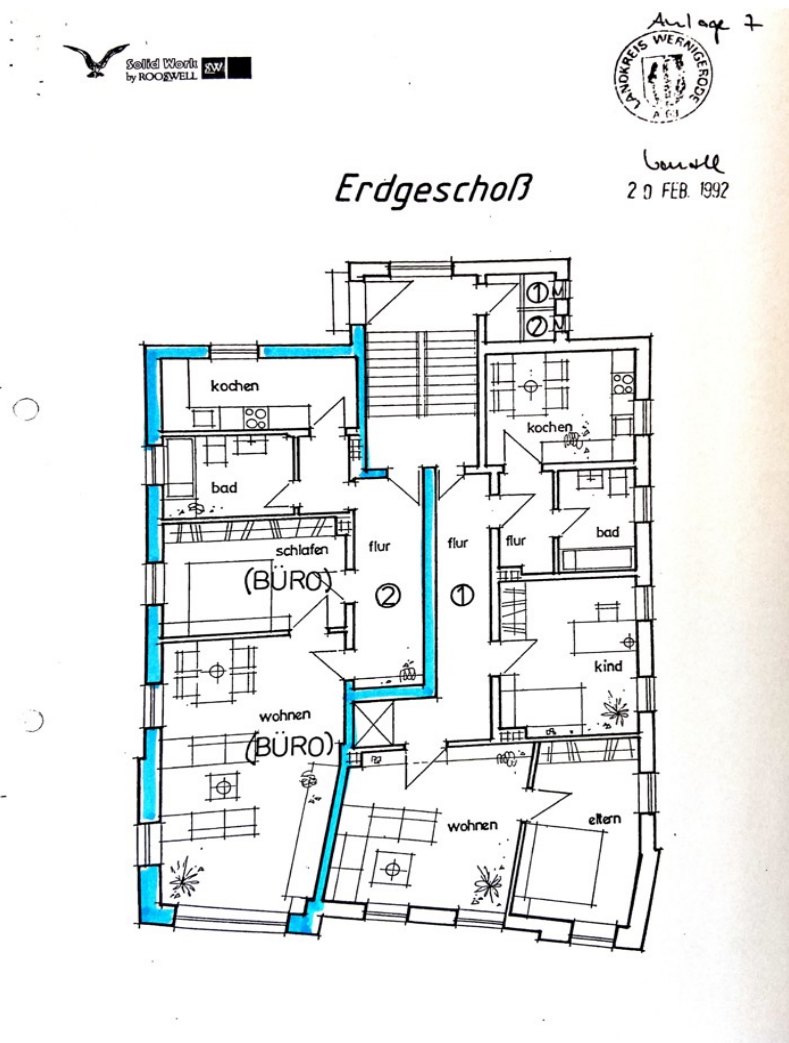 Anlage 7
Solid Work
by ROOSWELL SW
LANDKREIS WERNIGERODE
Erdgeschoß
20 FEB. 1992
1
2
kochen
kochen
bad
schlafen
(BÜRO)
flur
2
flur
1
flur
bad
kind
wohnen
(BÜRO)
wohnen
eltern